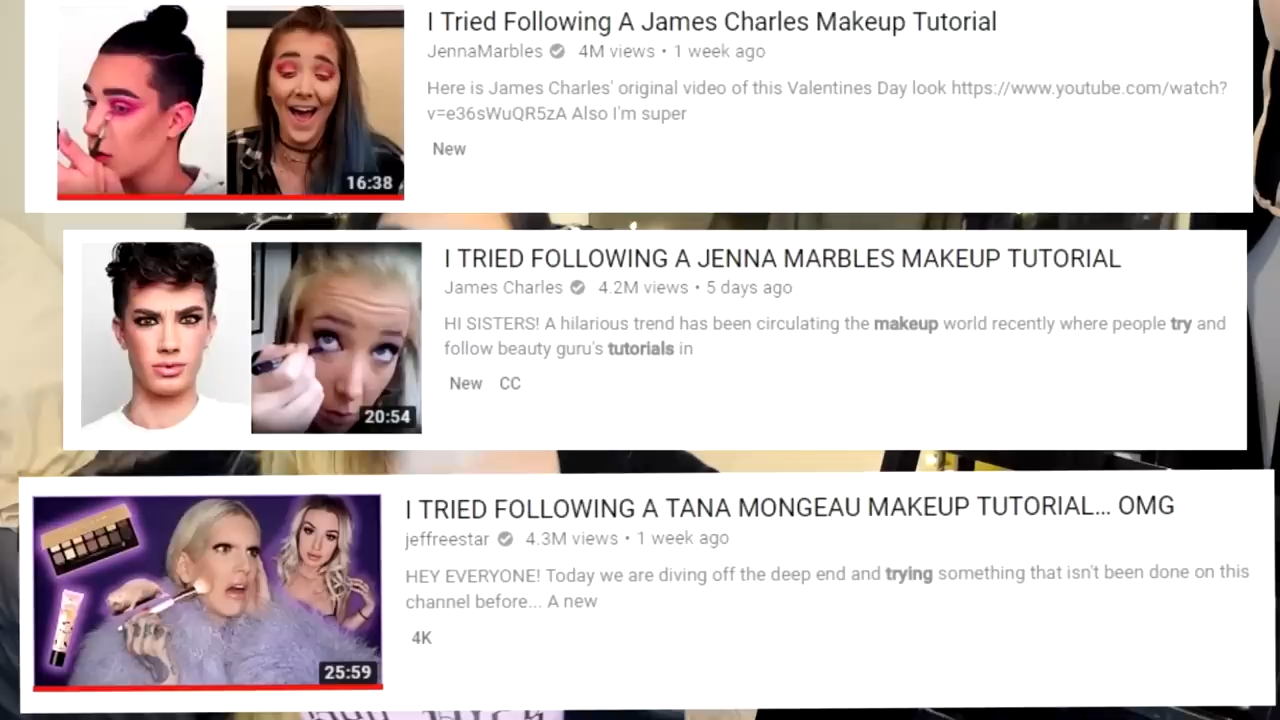 I Tried Following A James Charles Makeup Tutorial
JennaMarbles 4M views • 1 week ago
Here is James Charles' original video of this Valentines Day look https://www.youtube.com/watch?
v=e36sWuQR5zA Also I'm super
New
16:38
I TRIED FOLLOWING A JENNA MARBLES MAKEUP TUTORIAL
James Charles 4.2M views • 5 days ago
HI SISTERS! A hilarious trend has been circulating the makeup world recently where people try and
follow beauty guru's tutorials in
New CC
20:54
I TRIED FOLLOWING A TANA MONGEAU MAKEUP TUTORIAL... OMG
jeffreestar 4.3M views • 1 week ago
HEY EVERYONE! Today we are diving off the deep end and trying something that isn't been done on this
channel before... A new
4K
25:59